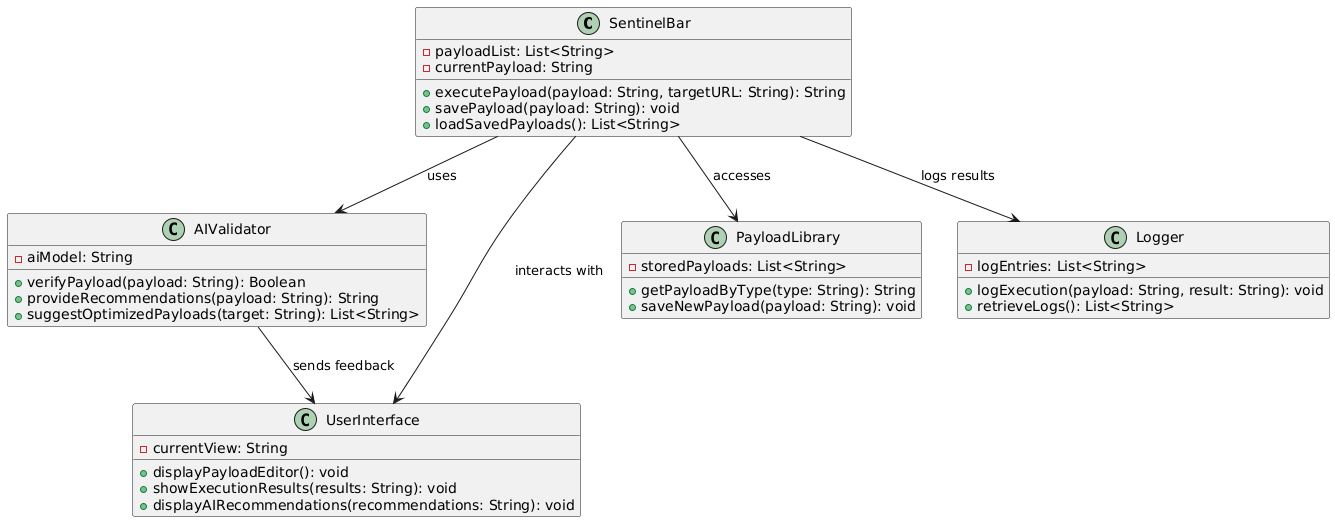 C SentinelBar
payloadList: List<String>
currentPayload: String
executePayload(payload: String, targetURL: String): String
savePayload(payload: String): void
loadSavedPayloads(): List<String>
uses
accesses
logs results
C AIValidator
aiModel: String
verifyPayload(payload: String): Boolean
provideRecommendations(payload: String): String
suggestOptimizedPayloads(target: String): List<String>
interacts with
C PayloadLibrary
storedPayloads: List<String>
getPayloadByType(type: String): String
saveNewPayload(payload: String): void
C Logger
logEntries: List<String>
logExecution(payload: String, result: String): void
retrieveLogs(): List<String>
sends feedback
C UserInterface
currentView: String
displayPayloadEditor(): void
showExecutionResults(results: String): void
displayAIRecommendations(recommendations: String): void